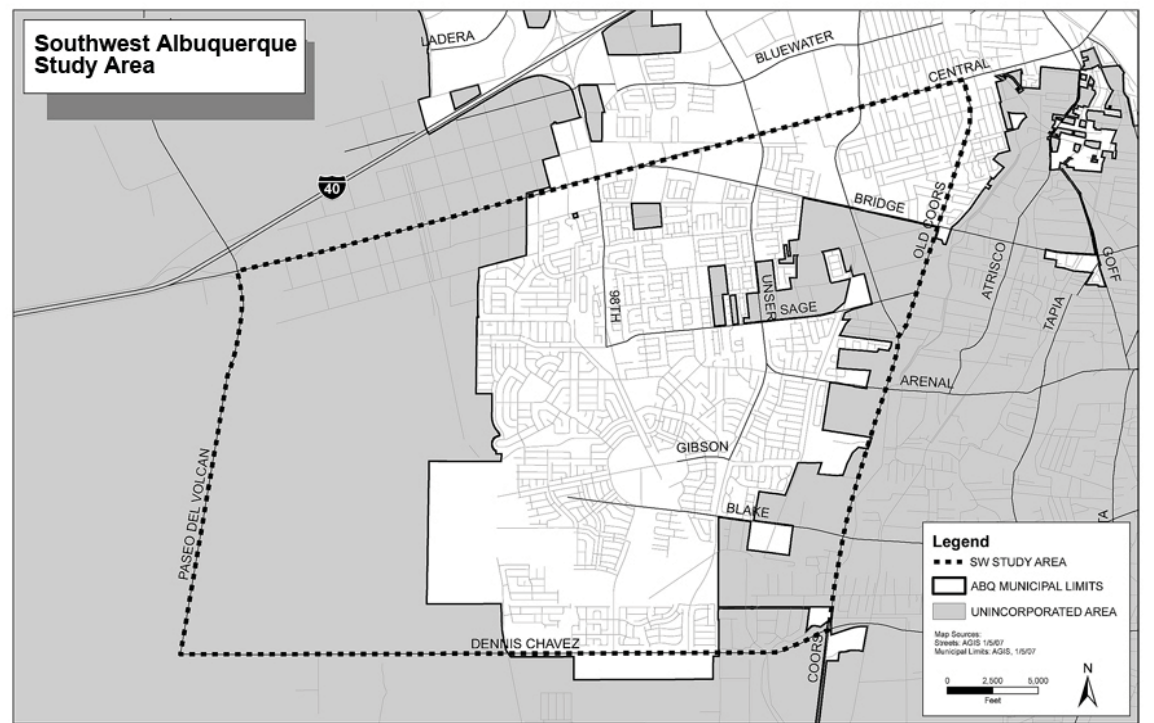 Southwest Albuquerque
Study Area
LADERA
BLUEWATER
CENTRAL
40
BRIDGE
OLD COORS
ATRISCO
GOFF
TAPIA
98TH
UNSER
SAGE
ARENAL
GIBSON
PASEO DEL VOLCAN
BLAKE
TA
DENNIS CHAVEZ
COORS
Legend
SW STUDY AREA
ABQ MUNICIPAL LIMITS
UNINCORPORATED AREA
Map Sources:
Streets: AGIS 1/5/07
Municipal Limits: AGIS, 1/5/07
N
0 2,500 5,000
Feet